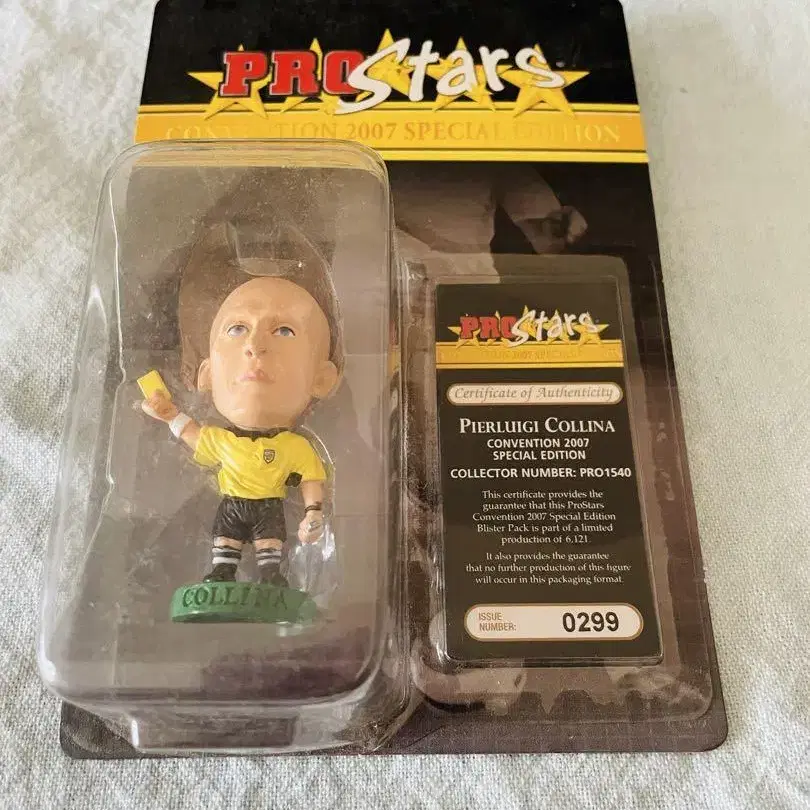 PROStars
CONVENTION 2007 SPECIAL EDITION
COLLINA
PROStars
2007 SPECIAL
Certificate of Authenticity
PIERLUIGI COLLINA
CONVENTION 2007
SPECIAL EDITION
COLLECTOR NUMBER: PRO1540
This certificate provides the
guarantee that this ProStars
Convention 2007 Special Edition
Blister Pack is part of a limited
production of 6,121.
It also provides the guarantee
that no further production of this figure
will occur in this packaging format.
ISSUE
NUMBER:
0299